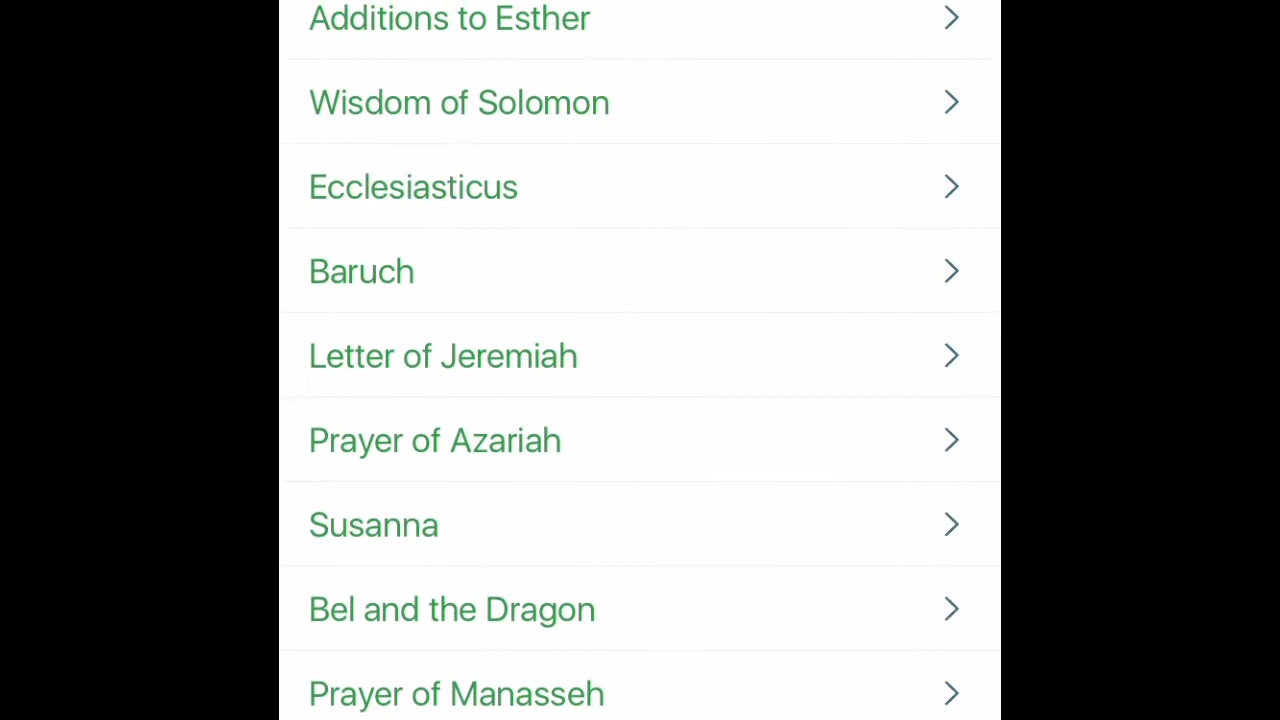 Additions to Esther
Wisdom of Solomon
Ecclesiasticus
Baruch
Letter of Jeremiah
Prayer of Azariah
Susanna
Bel and the Dragon
Prayer of Manasseh